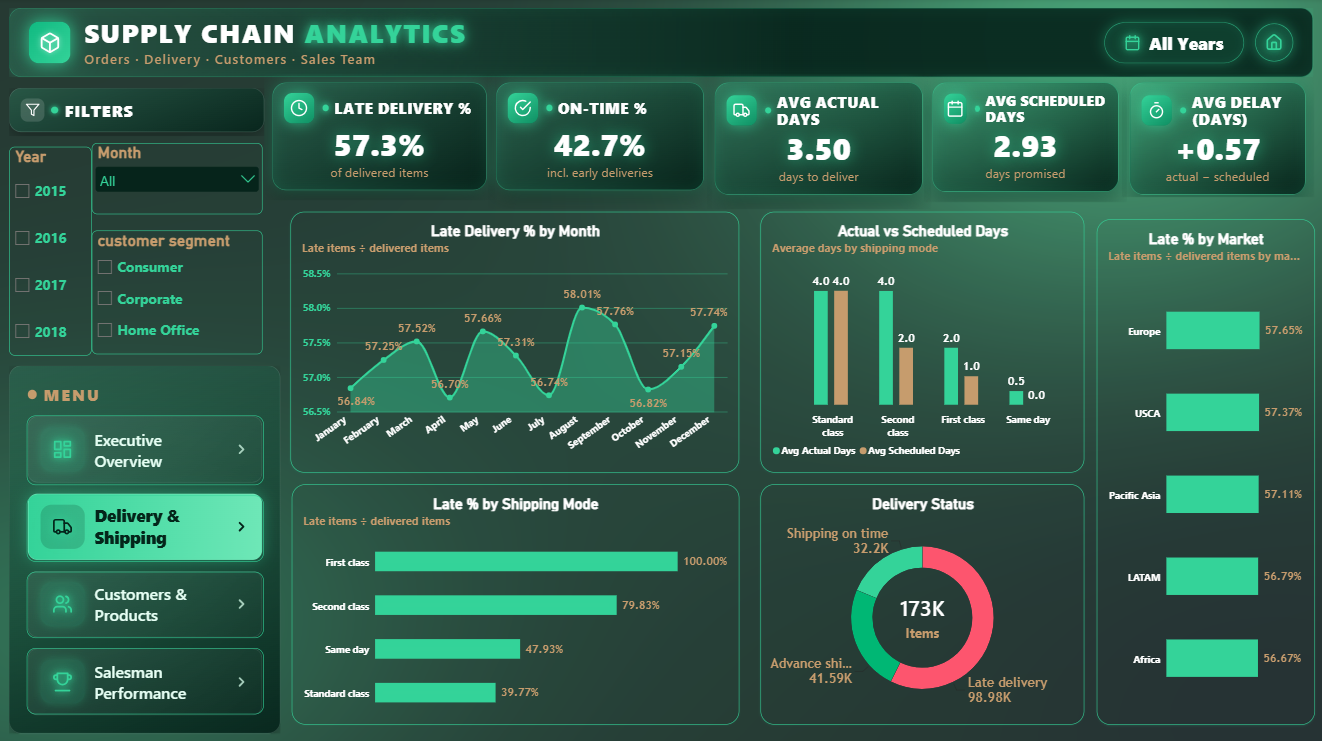 SUPPLY CHAIN ANALYTICS
Orders · Delivery · Customers · Sales Team
All Years
FILTERS
Year
2015
2016
2017
2018
Month
All
customer segment
Consumer
Corporate
Home Office
MENU
Executive
Overview
Delivery &
Shipping
Customers &
Products
Salesman
Performance
LATE DELIVERY %
57.3%
of delivered items
ON-TIME %
42.7%
incl. early deliveries
AVG ACTUAL
DAYS
3.50
days to deliver
AVG SCHEDULED
DAYS
2.93
days promised
AVG DELAY
(DAYS)
+0.57
actual – scheduled
Late Delivery % by Month
Late items ÷ delivered items
58.5%
58.0%
57.5%
57.0%
56.5%
56.84%
57.25%
57.52%
56.70%
57.66%
57.31%
56.74%
58.01%
57.76%
56.82%
57.15%
57.74%
January
February
March
April
May
June
July
August
September
October
November
December
Actual vs Scheduled Days
Average days by shipping mode
4.0 4.0
4.0
2.0
2.0
1.0
0.5
0.0
Standard
class
Second
class
First class
Same day
Avg Actual Days Avg Scheduled Days
Late % by Market
Late items ÷ delivered items by ma...
Europe 57.65%
USCA 57.37%
Pacific Asia 57.11%
LATAM 56.79%
Africa 56.67%
Late % by Shipping Mode
Late items ÷ delivered items
First class 100.00%
Second class 79.83%
Same day 47.93%
Standard class 39.77%
Delivery Status
Shipping on time
32.2K
173K
Items
Advance shi...
41.59K
Late delivery
98.98K